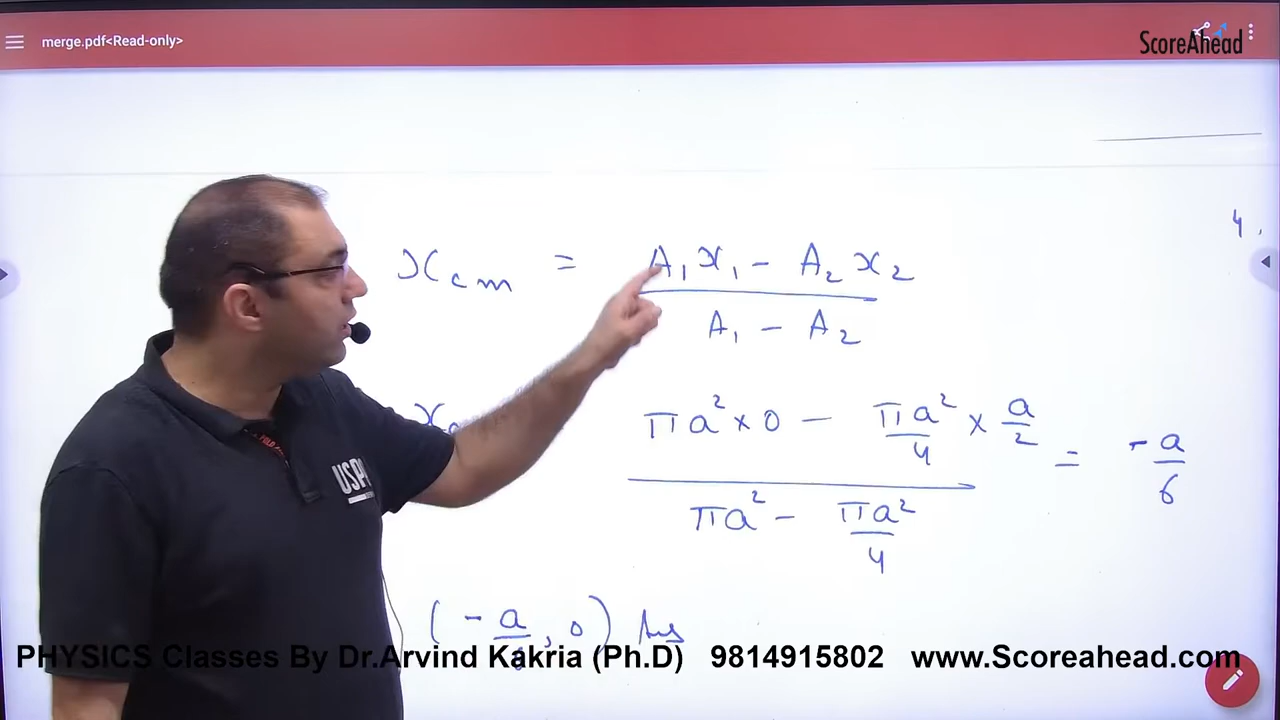 merge.pdf<Read-only>
ScoreAhead
4.
x_cm = (A₁x₁ - A₂x₂) / (A₁ - A₂)
(πa² × 0 - πa²/4 × a/2) / (πa² - πa²/4) = -a/6
(-a/6, 0) Ans
PHYSICS Classes By Dr.Arvind Kakria (Ph.D) 9814915802 www.Scoreahead.com